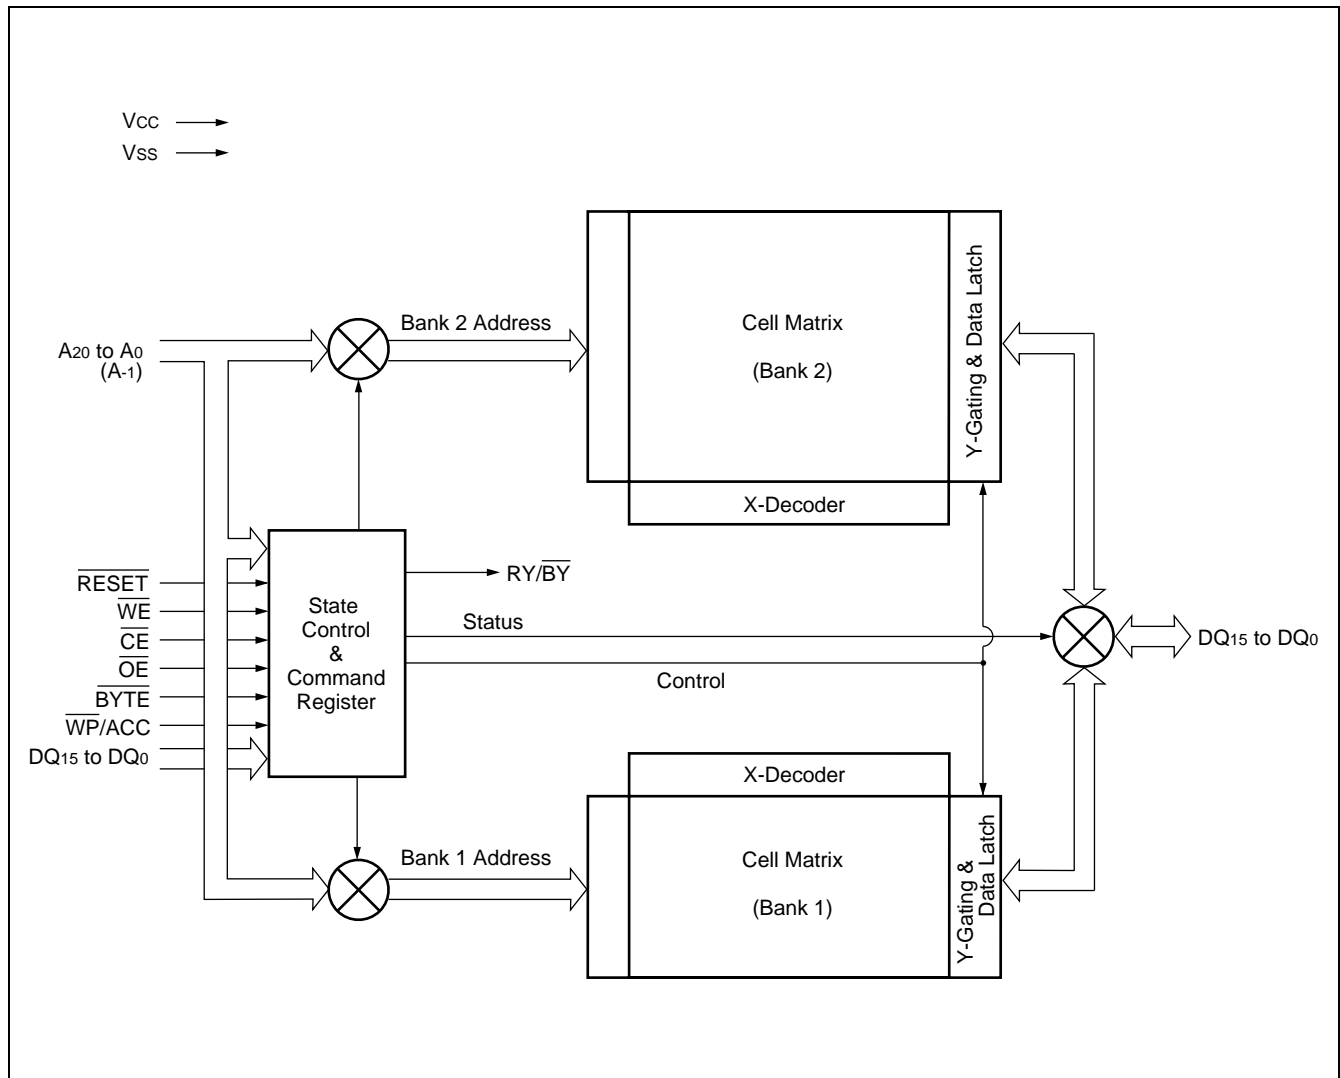 VCC
VSS
Bank 2 Address
A20 to A0
(A-1)
Cell Matrix
(Bank 2)
Y-Gating & Data Latch
X-Decoder
RESET
WE
CE
OE
BYTE
WP/ACC
DQ15 to DQ0
State
Control
&
Command
Register
RY/BY
Status
Control
DQ15 to DQ0
X-Decoder
Bank 1 Address
Cell Matrix
(Bank 1)
Y-Gating &
Data Latch